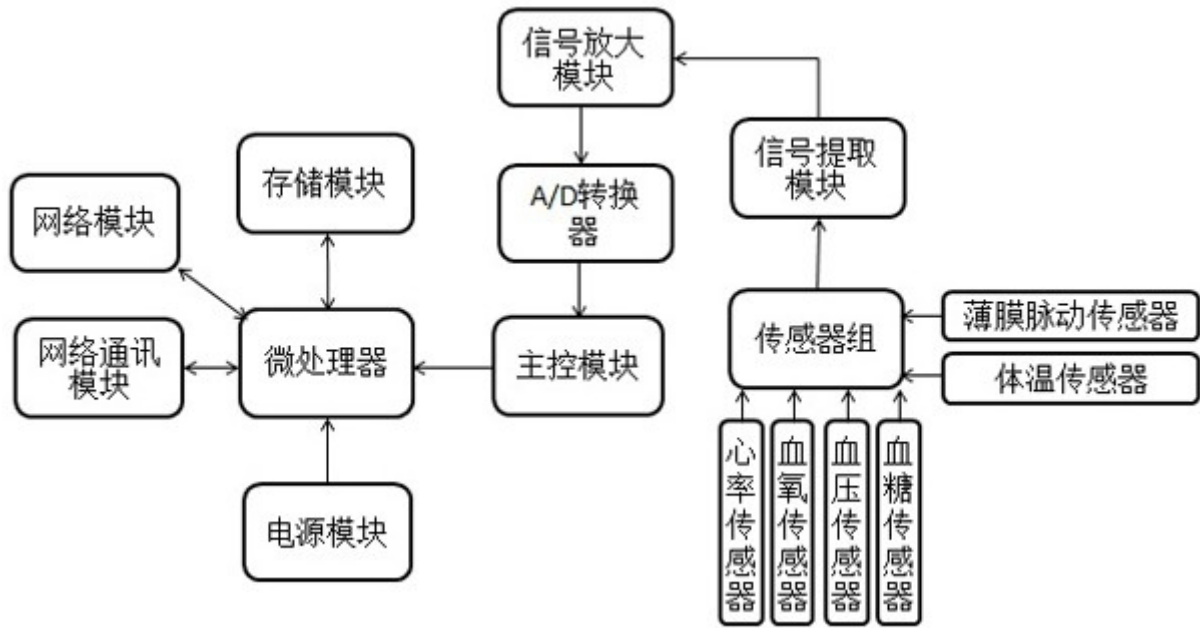 信号放大
模块
信号提取
模块
存储模块
A/D转换
器
网络模块
传感器组
薄膜脉动传感器
网络通讯
模块
微处理器
主控模块
体温传感器
电源模块
心率传感器
血氧传感器
血压传感器
血糖传感器